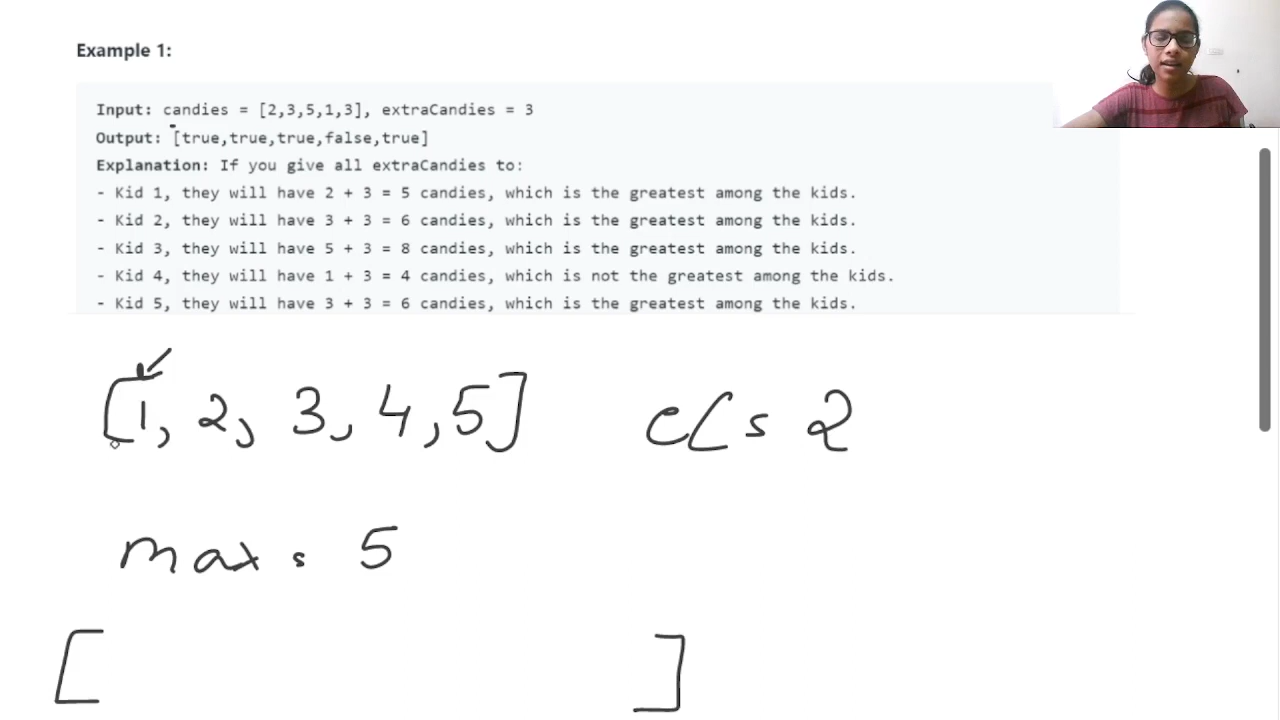 Example 1:
Input: candies = [2,3,5,1,3], extraCandies = 3
Output: [true,true,true,false,true]
Explanation: If you give all extraCandies to:
- Kid 1, they will have 2 + 3 = 5 candies, which is the greatest among the kids.
- Kid 2, they will have 3 + 3 = 6 candies, which is the greatest among the kids.
- Kid 3, they will have 5 + 3 = 8 candies, which is the greatest among the kids.
- Kid 4, they will have 1 + 3 = 4 candies, which is not the greatest among the kids.
- Kid 5, they will have 3 + 3 = 6 candies, which is the greatest among the kids.
[1, 2, 3, 4, 5] eC = 2
max = 5
[ ]